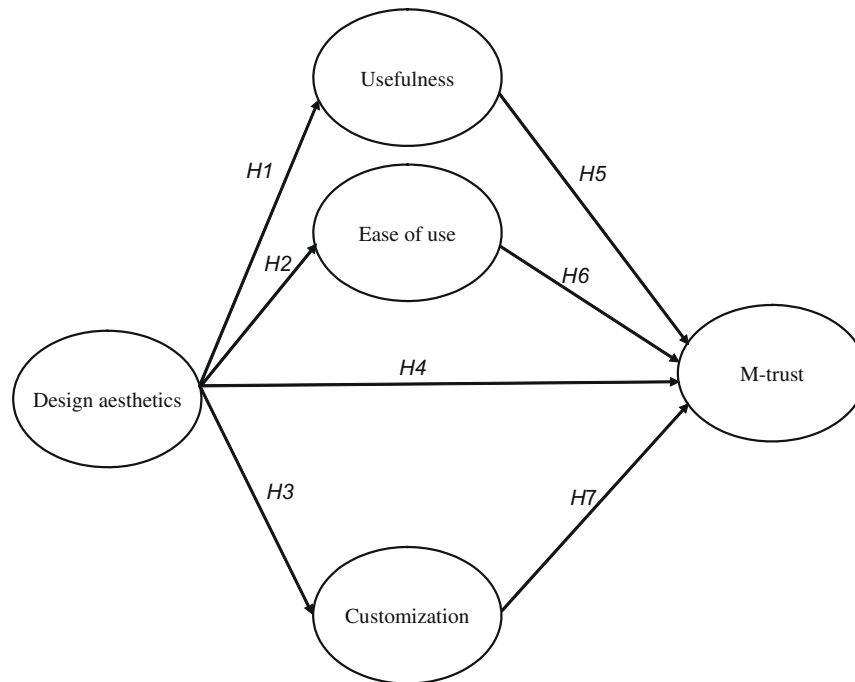 Usefulness
H1
H5
Ease of use
H2
H6
Design aesthetics
H4
M-trust
H3
H7
Customization